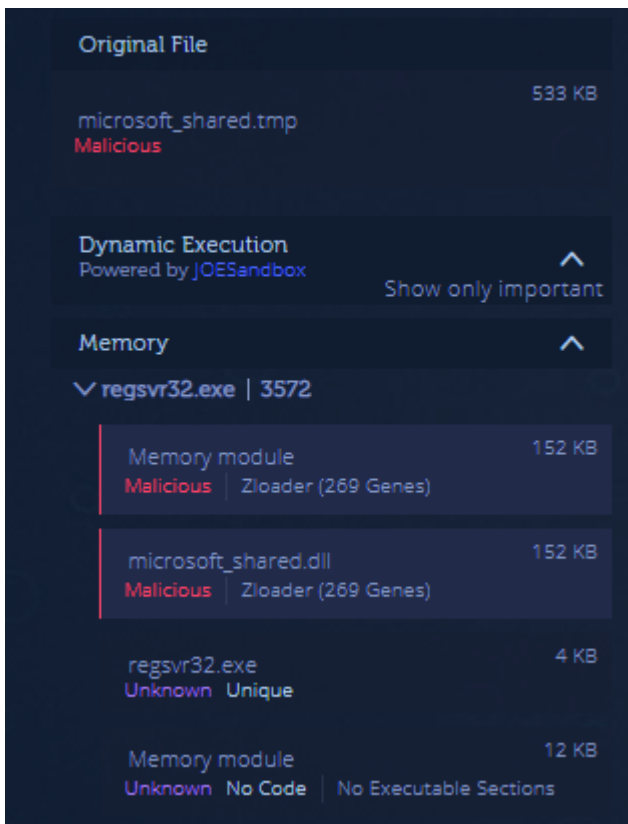 Original File
533 KB
microsoft_shared.tmp
Malicious
Dynamic Execution
Powered by JOESandbox
Show only important
Memory
regsvr32.exe | 3572
Memory module 152 KB
Malicious | Zloader (269 Genes)
microsoft_shared.dll 152 KB
Malicious | Zloader (269 Genes)
regsvr32.exe 4 KB
Unknown Unique
Memory module 12 KB
Unknown No Code | No Executable Sections